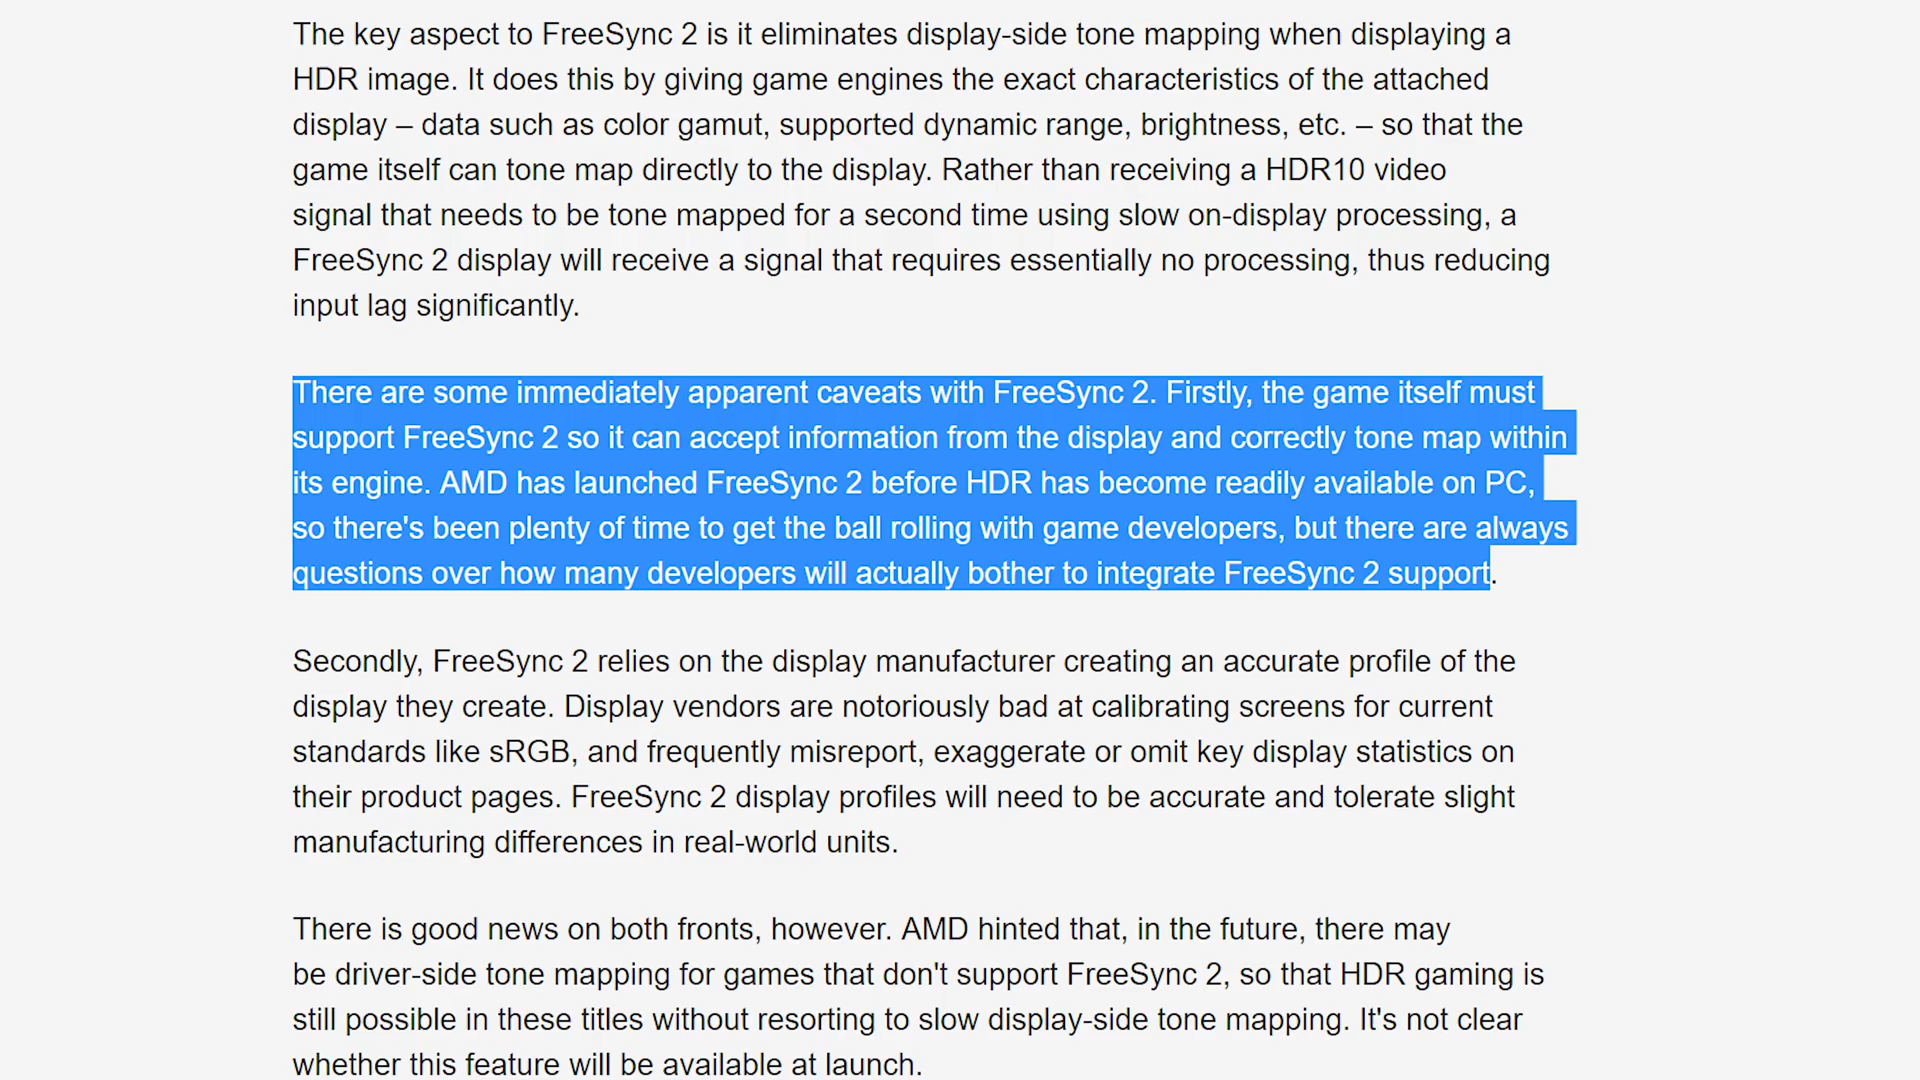 The key aspect to FreeSync 2 is it eliminates display-side tone mapping when displaying a
HDR image. It does this by giving game engines the exact characteristics of the attached
display – data such as color gamut, supported dynamic range, brightness, etc. – so that the
game itself can tone map directly to the display. Rather than receiving a HDR10 video
signal that needs to be tone mapped for a second time using slow on-display processing, a
FreeSync 2 display will receive a signal that requires essentially no processing, thus reducing
input lag significantly.
There are some immediately apparent caveats with FreeSync 2. Firstly, the game itself must
support FreeSync 2 so it can accept information from the display and correctly tone map within
its engine. AMD has launched FreeSync 2 before HDR has become readily available on PC,
so there's been plenty of time to get the ball rolling with game developers, but there are always
questions over how many developers will actually bother to integrate FreeSync 2 support.
Secondly, FreeSync 2 relies on the display manufacturer creating an accurate profile of the
display they create. Display vendors are notoriously bad at calibrating screens for current
standards like sRGB, and frequently misreport, exaggerate or omit key display statistics on
their product pages. FreeSync 2 display profiles will need to be accurate and tolerate slight
manufacturing differences in real-world units.
There is good news on both fronts, however. AMD hinted that, in the future, there may
be driver-side tone mapping for games that don't support FreeSync 2, so that HDR gaming is
still possible in these titles without resorting to slow display-side tone mapping. It's not clear
whether this feature will be available at launch.